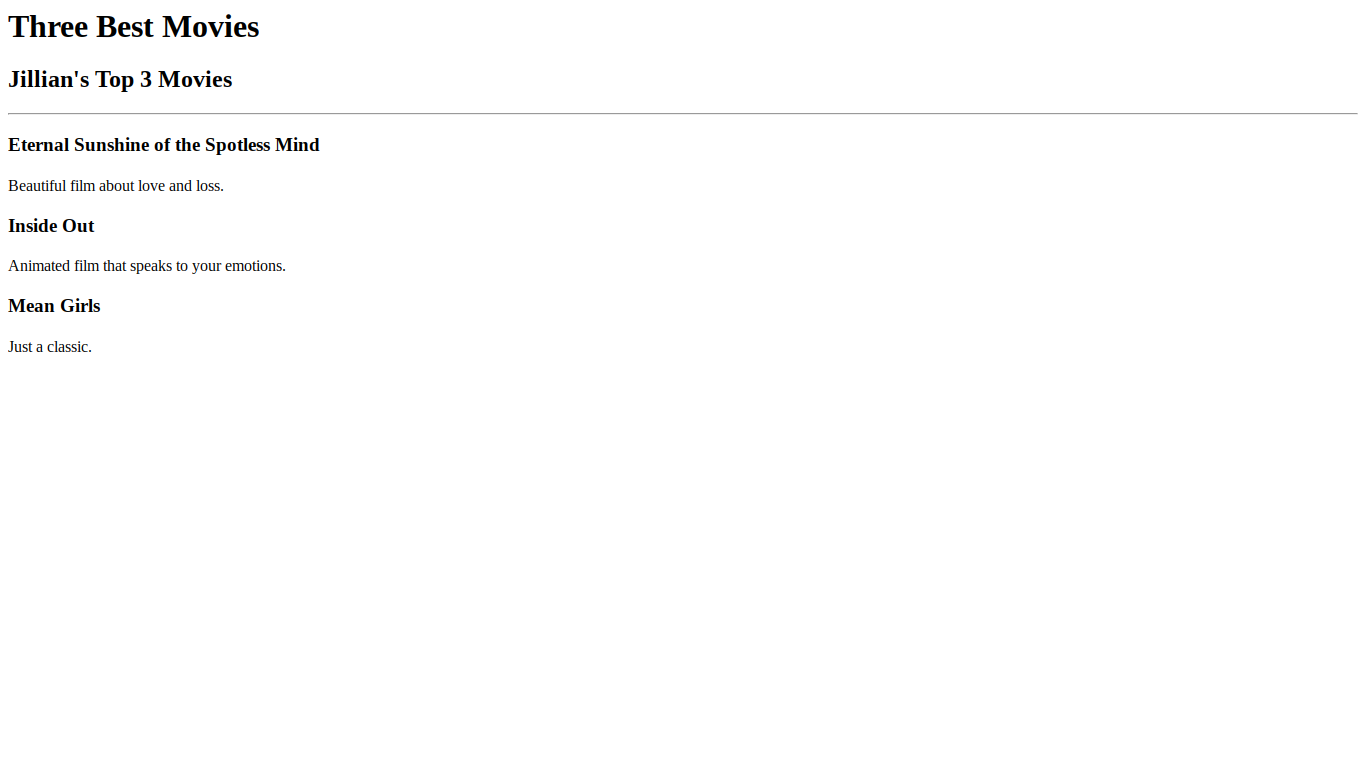 Three Best Movies
Jillian's Top 3 Movies
Eternal Sunshine of the Spotless Mind
Beautiful film about love and loss.
Inside Out
Animated film that speaks to your emotions.
Mean Girls
Just a classic.